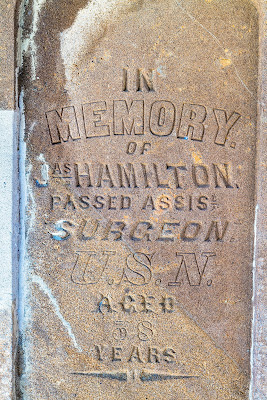 IN
MEMORY.
OF
JAS HAMILTON.
PASSED ASSIST
SURGEON
U.S.N.
AGED
YEARS